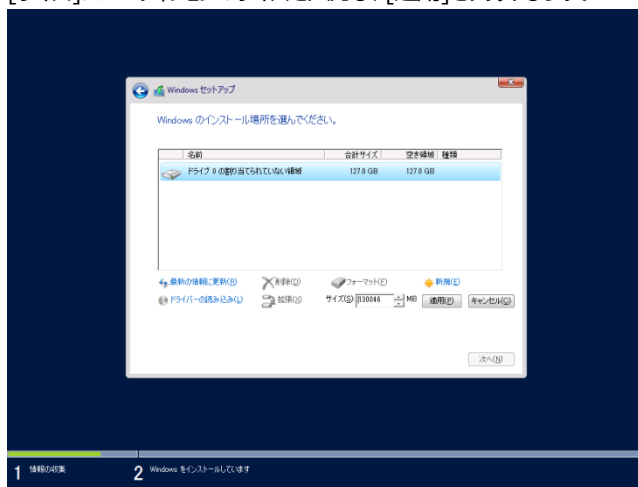 Windows セットアップ
Windows のインストール場所を選んでください。
名前 合計サイズ 空き領域 種類
ドライブ 0 の割り当てられていない領域 127.0 GB 127.0 GB
最新の情報に更新(R) 削除(D) フォーマット(F) 新規(E)
ドライバーの読み込み(L) 拡張(X) サイズ(S) 130046 MB 適用(P) キャンセル(C)
次へ(N)
1 情報の収集 2 Windows をインストールしています